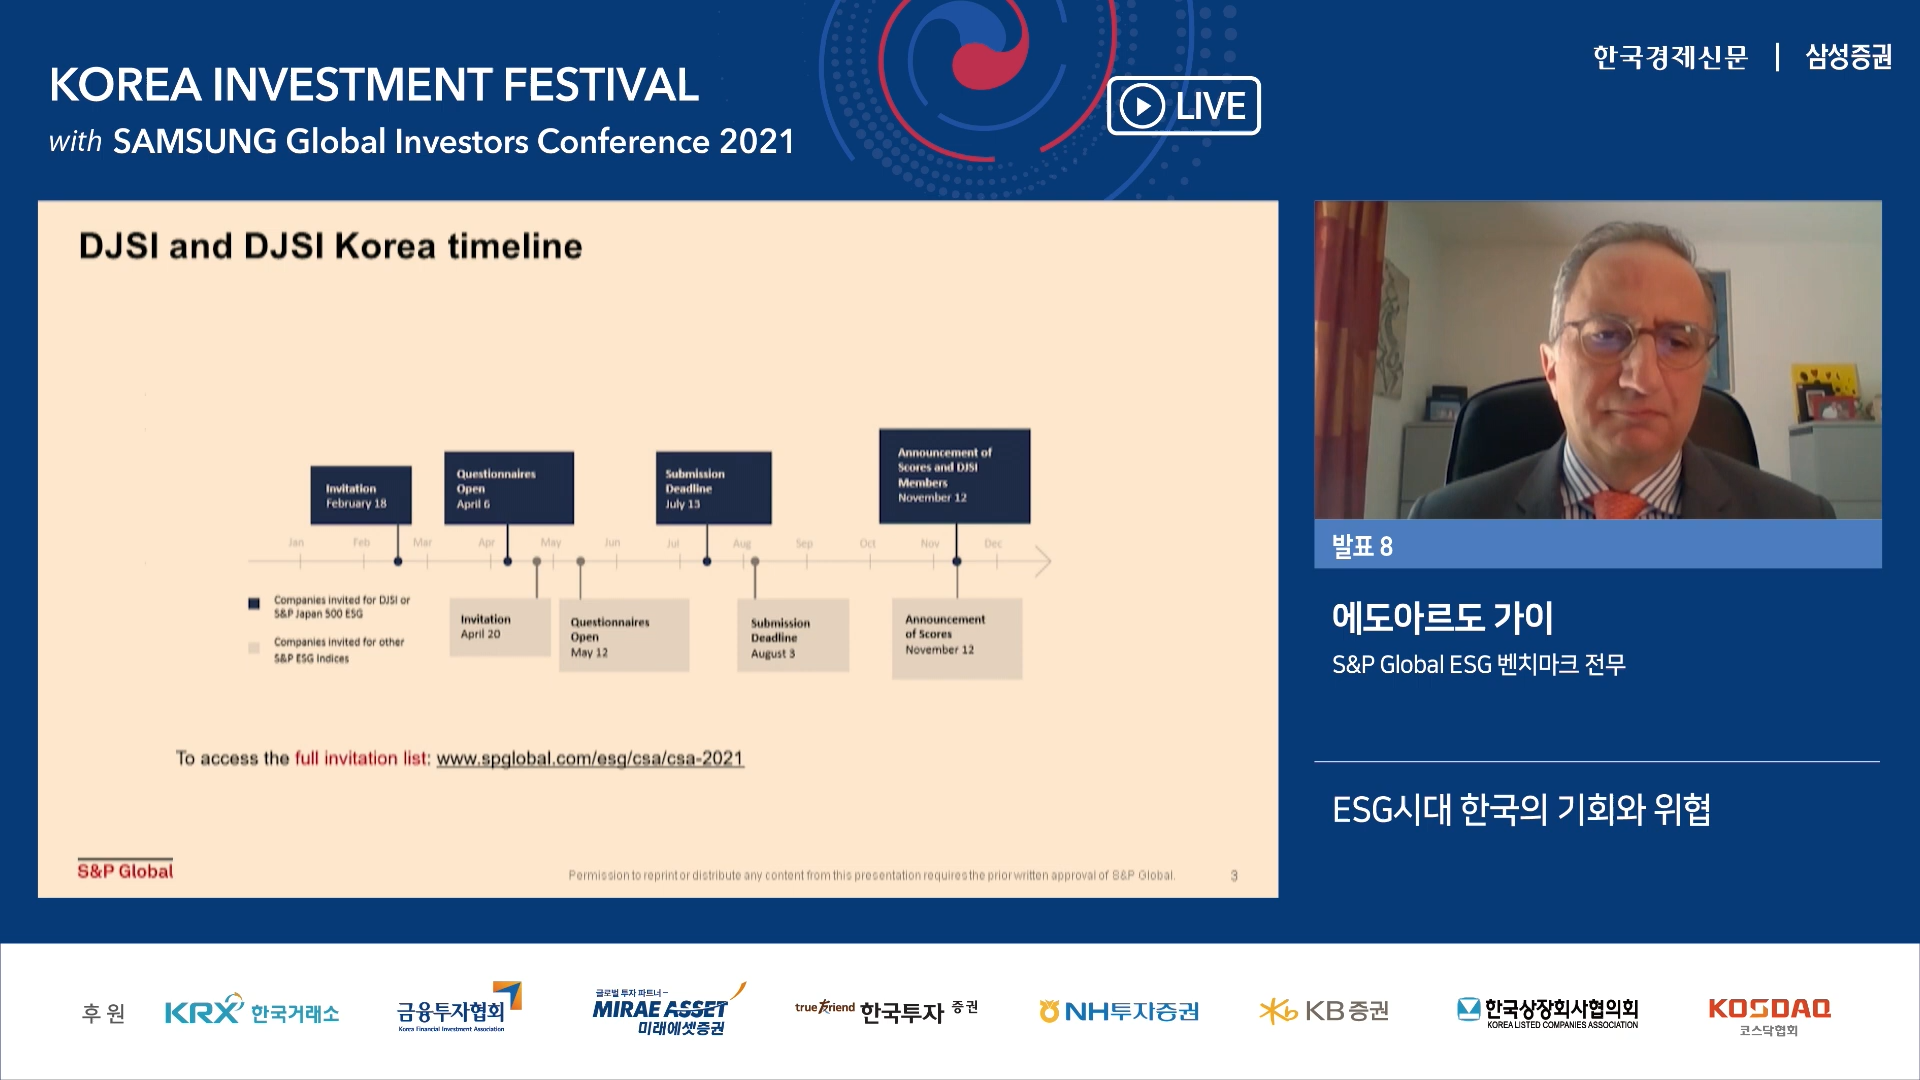 KOREA INVESTMENT FESTIVAL
with SAMSUNG Global Investors Conference 2021
LIVE
한국경제신문 | 삼성증권
DJSI and DJSI Korea timeline
Invitation
February 18
Questionnaires
Open
April 6
Submission
Deadline
July 13
Announcement of
Scores and DJSI
Members
November 12
Jan Feb Mar Apr May Jun Jul Aug Sep Oct Nov Dec
Companies invited for DJSI or
S&P Japan 500 ESG
Companies invited for other
S&P ESG Indices
Invitation
April 20
Questionnaires
Open
May 12
Submission
Deadline
August 3
Announcement
of Scores
November 12
To access the full invitation list: www.spglobal.com/esg/csa/csa-2021
S&P Global
Permission to reprint or distribute any content from this presentation requires the prior written approval of S&P Global.
3
발표 8
에도아르도 가이
S&P Global ESG 벤치마크 전무
ESG시대 한국의 기회와 위협
후원
KRX 한국거래소
금융투자협회
Korea Financial Investment Association
글로벌 투자 파트너-
MIRAE ASSET
미래에셋증권
true Friend 한국투자증권
NH투자증권
KB증권
한국상장회사협의회
KOREA LISTED COMPANIES ASSOCIATION
KOSDAQ
코스닥협회